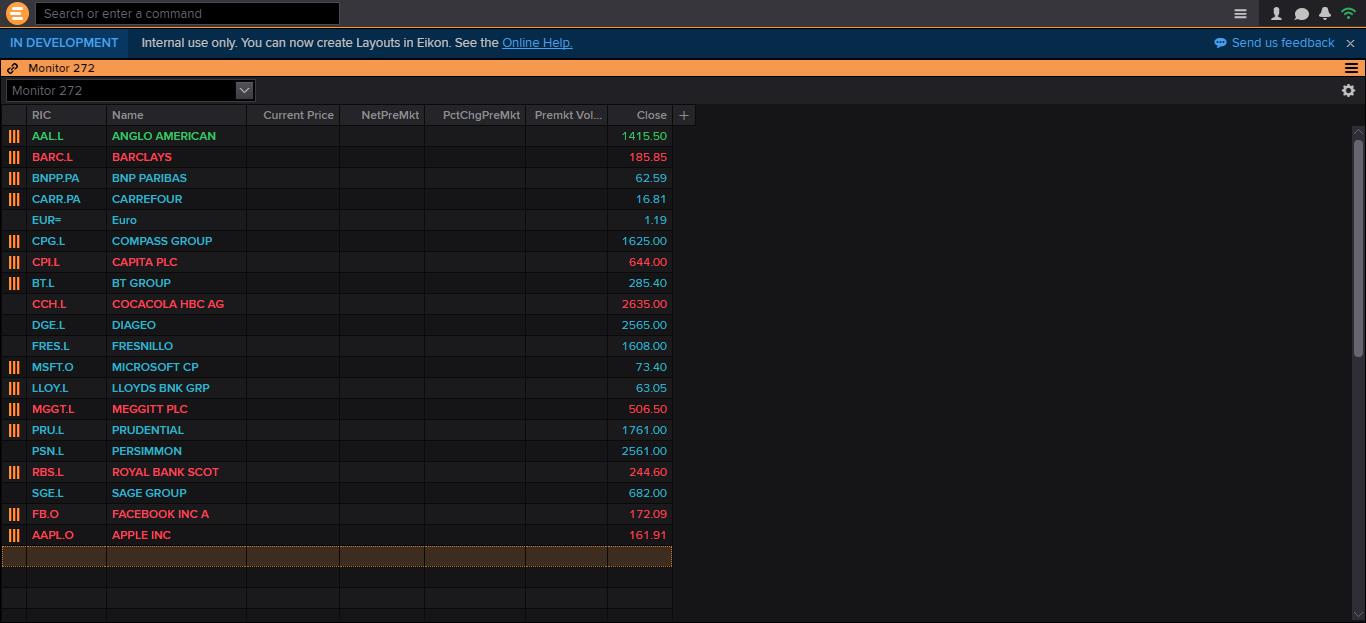 Search or enter a command
IN DEVELOPMENT Internal use only. You can now create Layouts in Eikon. See the Online Help. Send us feedback
Monitor 272
Monitor 272
RIC Name Current Price NetPreMkt PctChgPreMkt Premkt Vol... Close +
AAL.L ANGLO AMERICAN 1415.50
BARC.L BARCLAYS 185.85
BNPP.PA BNP PARIBAS 62.59
CARR.PA CARREFOUR 16.81
EUR= Euro 1.19
CPG.L COMPASS GROUP 1625.00
CPI.L CAPITA PLC 644.00
BT.L BT GROUP 285.40
CCH.L COCACOLA HBC AG 2635.00
DGE.L DIAGEO 2565.00
FRES.L FRESNILLO 1608.00
MSFT.O MICROSOFT CP 73.40
LLOY.L LLOYDS BNK GRP 63.05
MGGT.L MEGGITT PLC 506.50
PRU.L PRUDENTIAL 1761.00
PSN.L PERSIMMON 2561.00
RBS.L ROYAL BANK SCOT 244.60
SGE.L SAGE GROUP 682.00
FB.O FACEBOOK INC A 172.09
AAPL.O APPLE INC 161.91